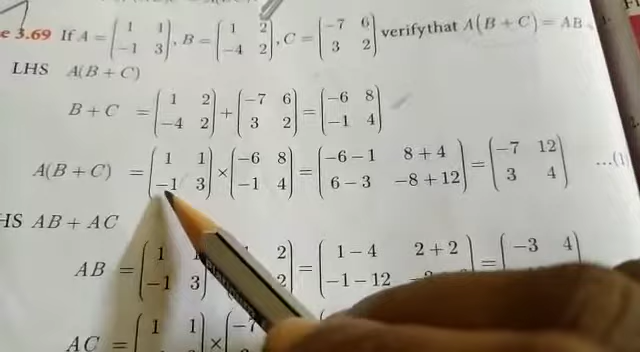 e 3.69 If A = (1 1 −1 3), B = (1 2 −4 2), C = (−7 6 3 2) verify that A(B + C) = AB
LHS A(B + C)
B + C = (1 2 −4 2) + (−7 6 3 2) = (−6 8 −1 4)
A(B + C) = (1 1 −1 3) × (−6 8 −1 4) = (−6 − 1 8 + 4 6 − 3 −8 + 12) = (−7 12 3 4) ...(1
HS AB + AC
AB = (1 −1 3) 2 2) = (1 − 4 2 + 2 −1 − 12) = (−3 4
AC = (1 1) × (−7